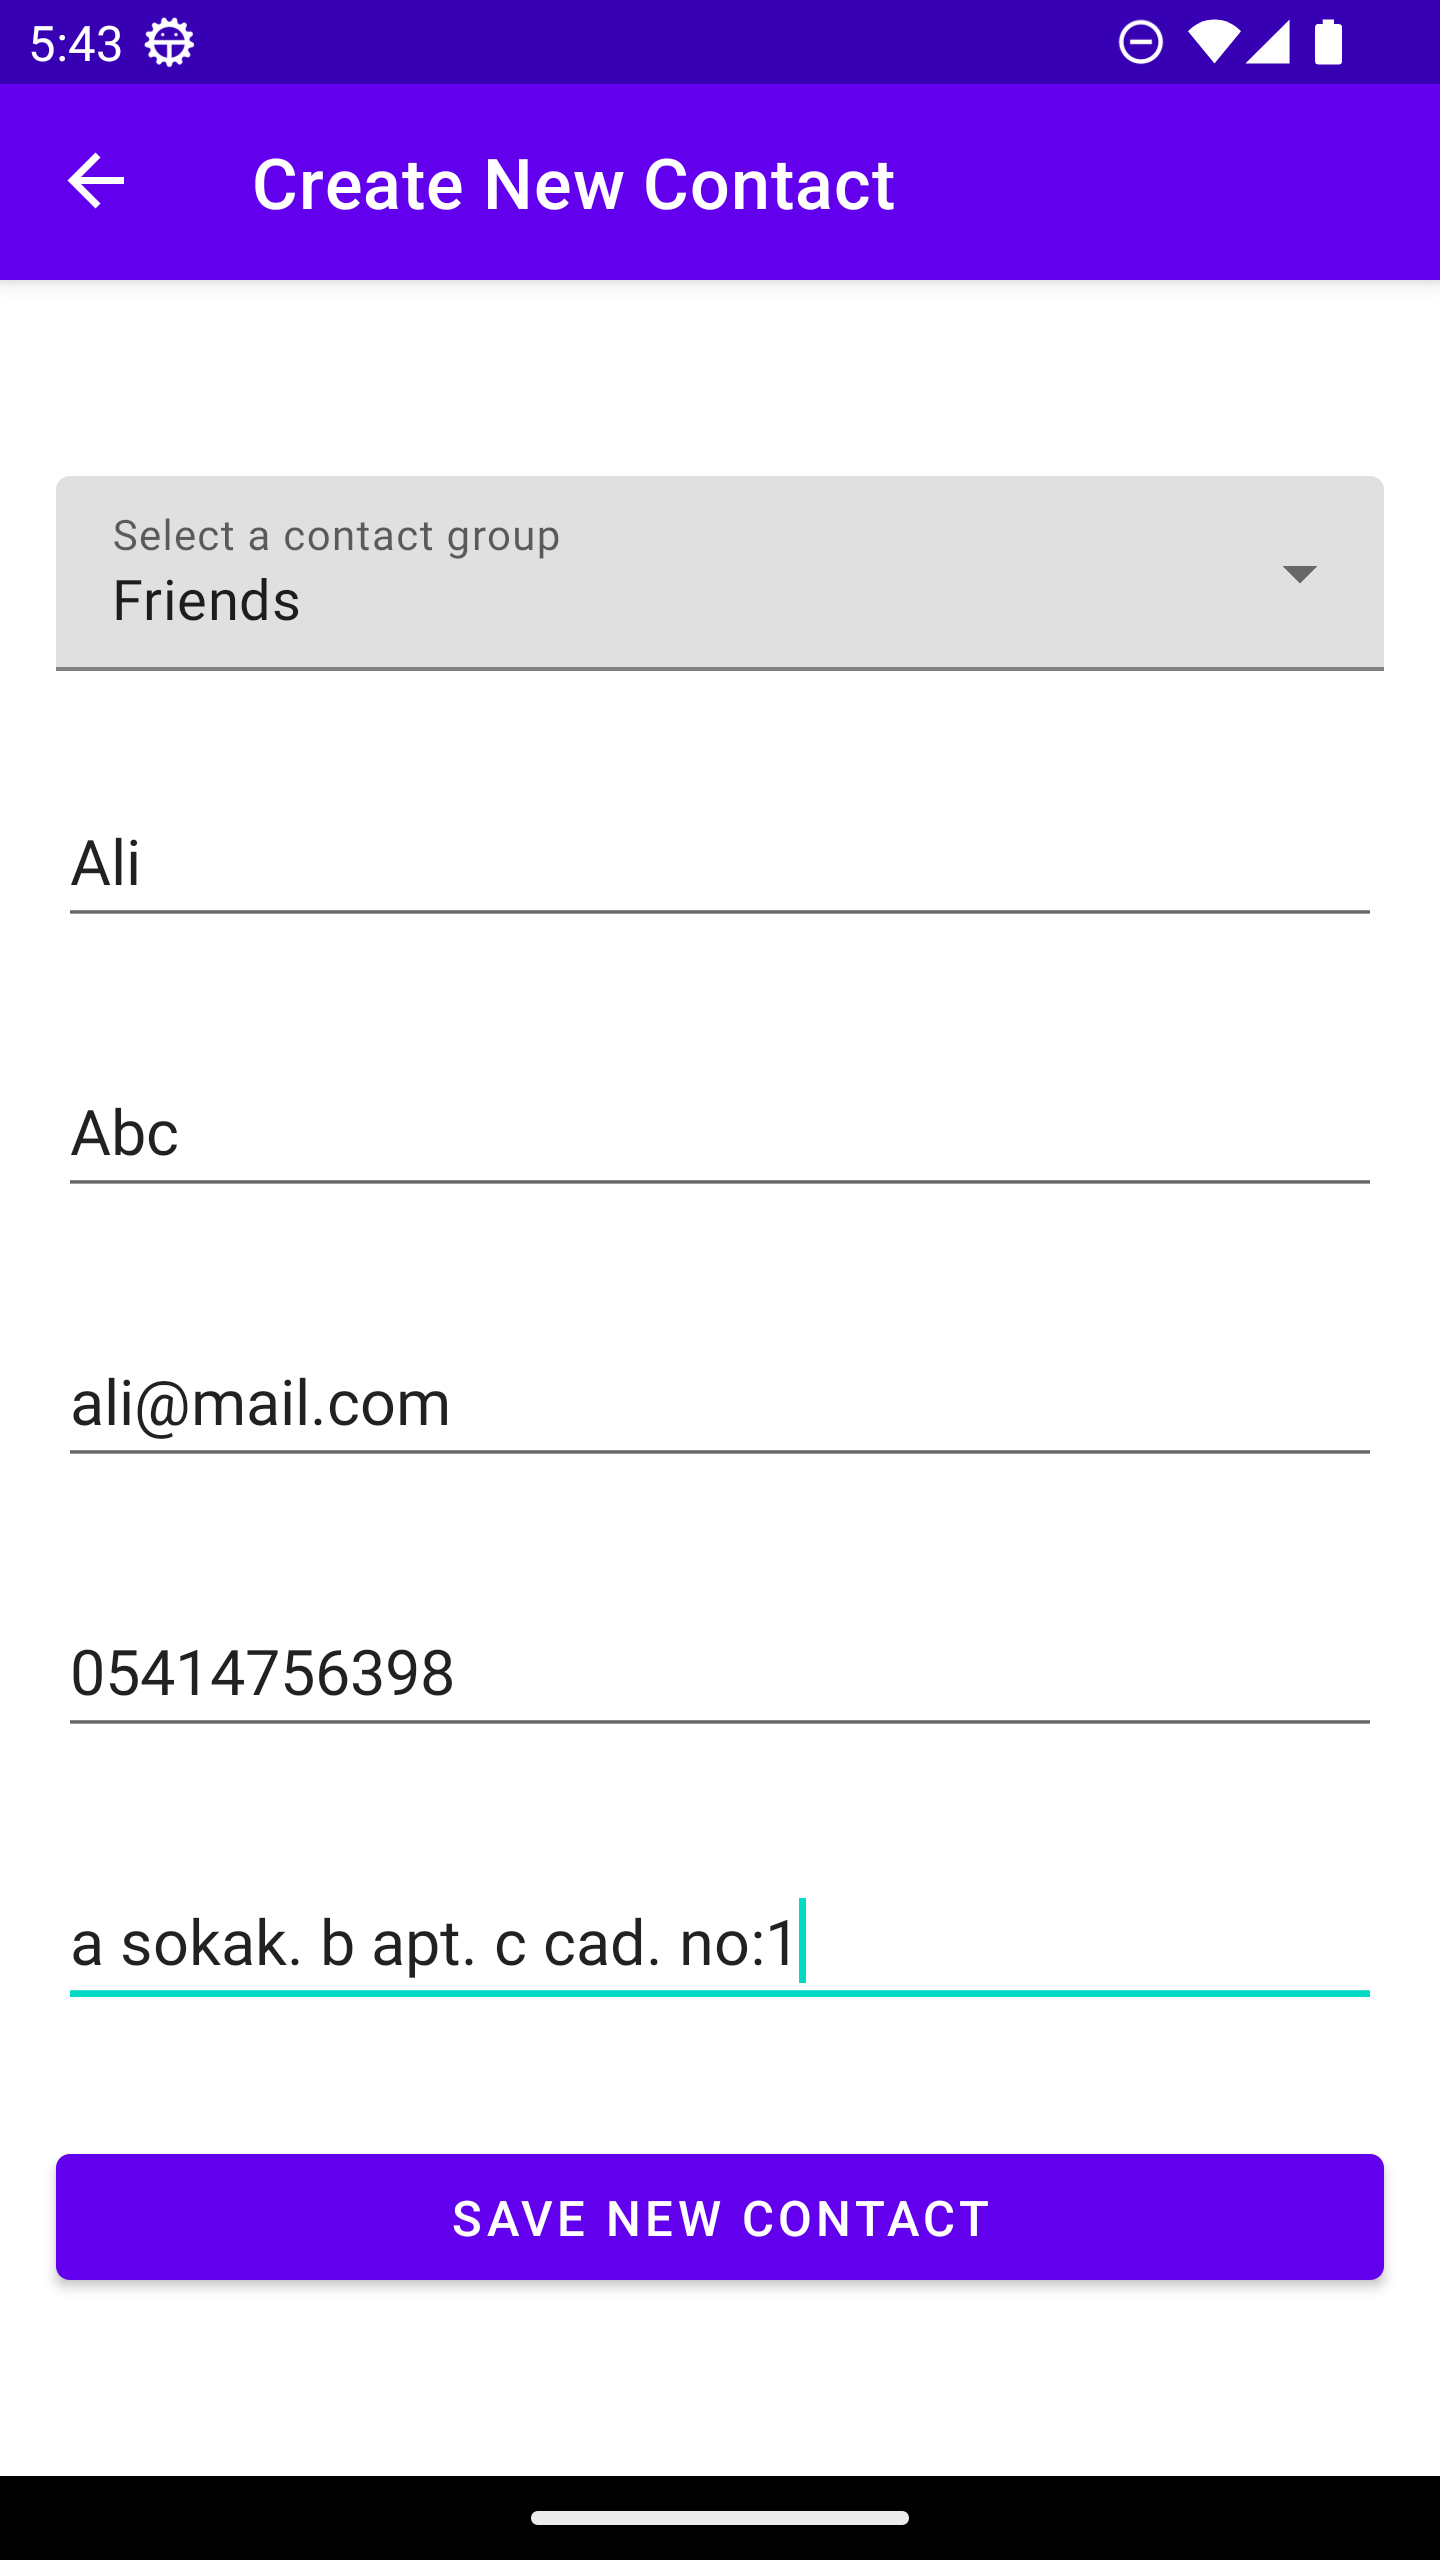 5:43
Create New Contact
Select a contact group
Friends
Ali
Abc
ali@mail.com
05414756398
a sokak. b apt. c cad. no:1
SAVE NEW CONTACT